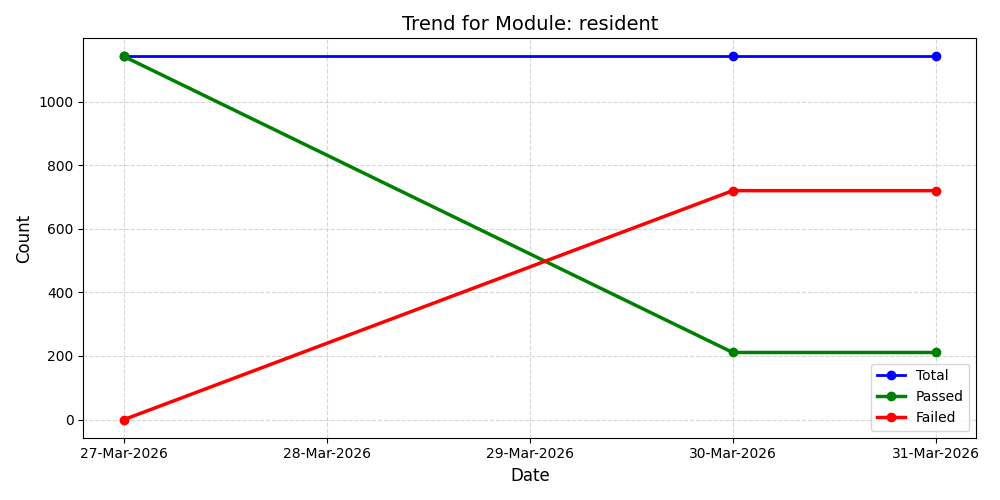 Trend for Module: resident
Count
1000
800
600
400
200
0
Total
Passed
Failed
27-Mar-2026 28-Mar-2026 29-Mar-2026 30-Mar-2026 31-Mar-2026
Date